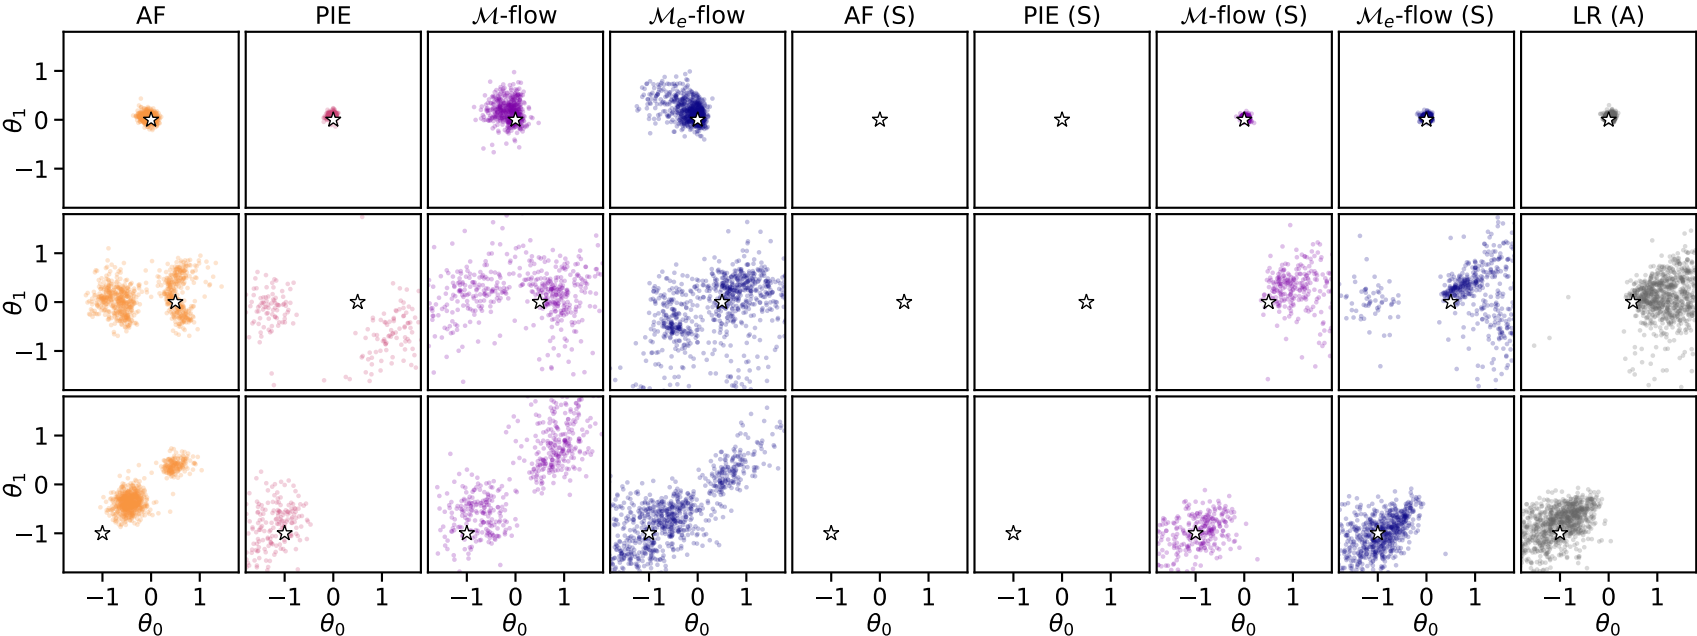 AF PIE ℳ-flow ℳₑ-flow AF (S) PIE (S) ℳ-flow (S) ℳₑ-flow (S) LR (A)
θ₁ 1 0 −1
θ₁ 1 0 −1
θ₁ 1 0 −1
−1 0 1 −1 0 1 −1 0 1 −1 0 1 −1 0 1 −1 0 1 −1 0 1 −1 0 1 −1 0 1
θ₀ θ₀ θ₀ θ₀ θ₀ θ₀ θ₀ θ₀ θ₀